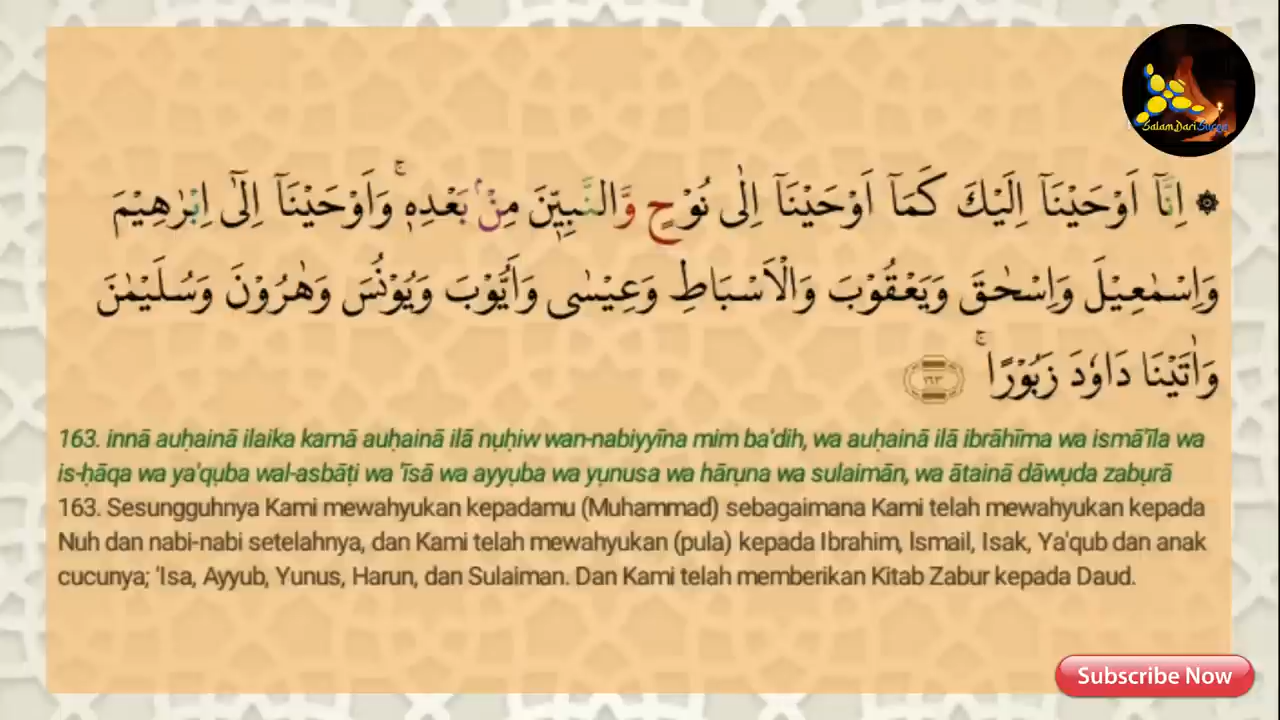 Salam Dari Surga
۞ اِنَّآ اَوْحَيْنَآ اِلَيْكَ كَمَآ اَوْحَيْنَآ اِلٰى نُوْحٍ وَّالنَّبِيّٖنَ مِنْۢ بَعْدِهٖۚ وَاَوْحَيْنَآ اِلٰٓى اِبْرٰهِيْمَ
وَاِسْمٰعِيْلَ وَاِسْحٰقَ وَيَعْقُوْبَ وَالْاَسْبَاطِ وَعِيْسٰى وَاَيُّوْبَ وَيُوْنُسَ وَهٰرُوْنَ وَسُلَيْمٰنَ
وَاٰتَيْنَا دَاوٗدَ زَبُوْرًاۚ ١٦٣
163. innā auḥainā ilaika kamā auḥainā ilā nụḥiw wan-nabiyyīna mim ba'dih, wa auḥainā ilā ibrāhīma wa ismā'īla wa
is-ḥāqa wa ya'qụba wal-asbāṭi wa 'īsā wa ayyụba wa yụnusa wa hārụna wa sulaimān, wa ātainā dāwụda zabụrā
163. Sesungguhnya Kami mewahyukan kepadamu (Muhammad) sebagaimana Kami telah mewahyukan kepada
Nuh dan nabi-nabi setelahnya, dan Kami telah mewahyukan (pula) kepada Ibrahim, Ismail, Isak, Ya'qub dan anak
cucunya; 'Isa, Ayyub, Yunus, Harun, dan Sulaiman. Dan Kami telah memberikan Kitab Zabur kepada Daud.
Subscribe Now